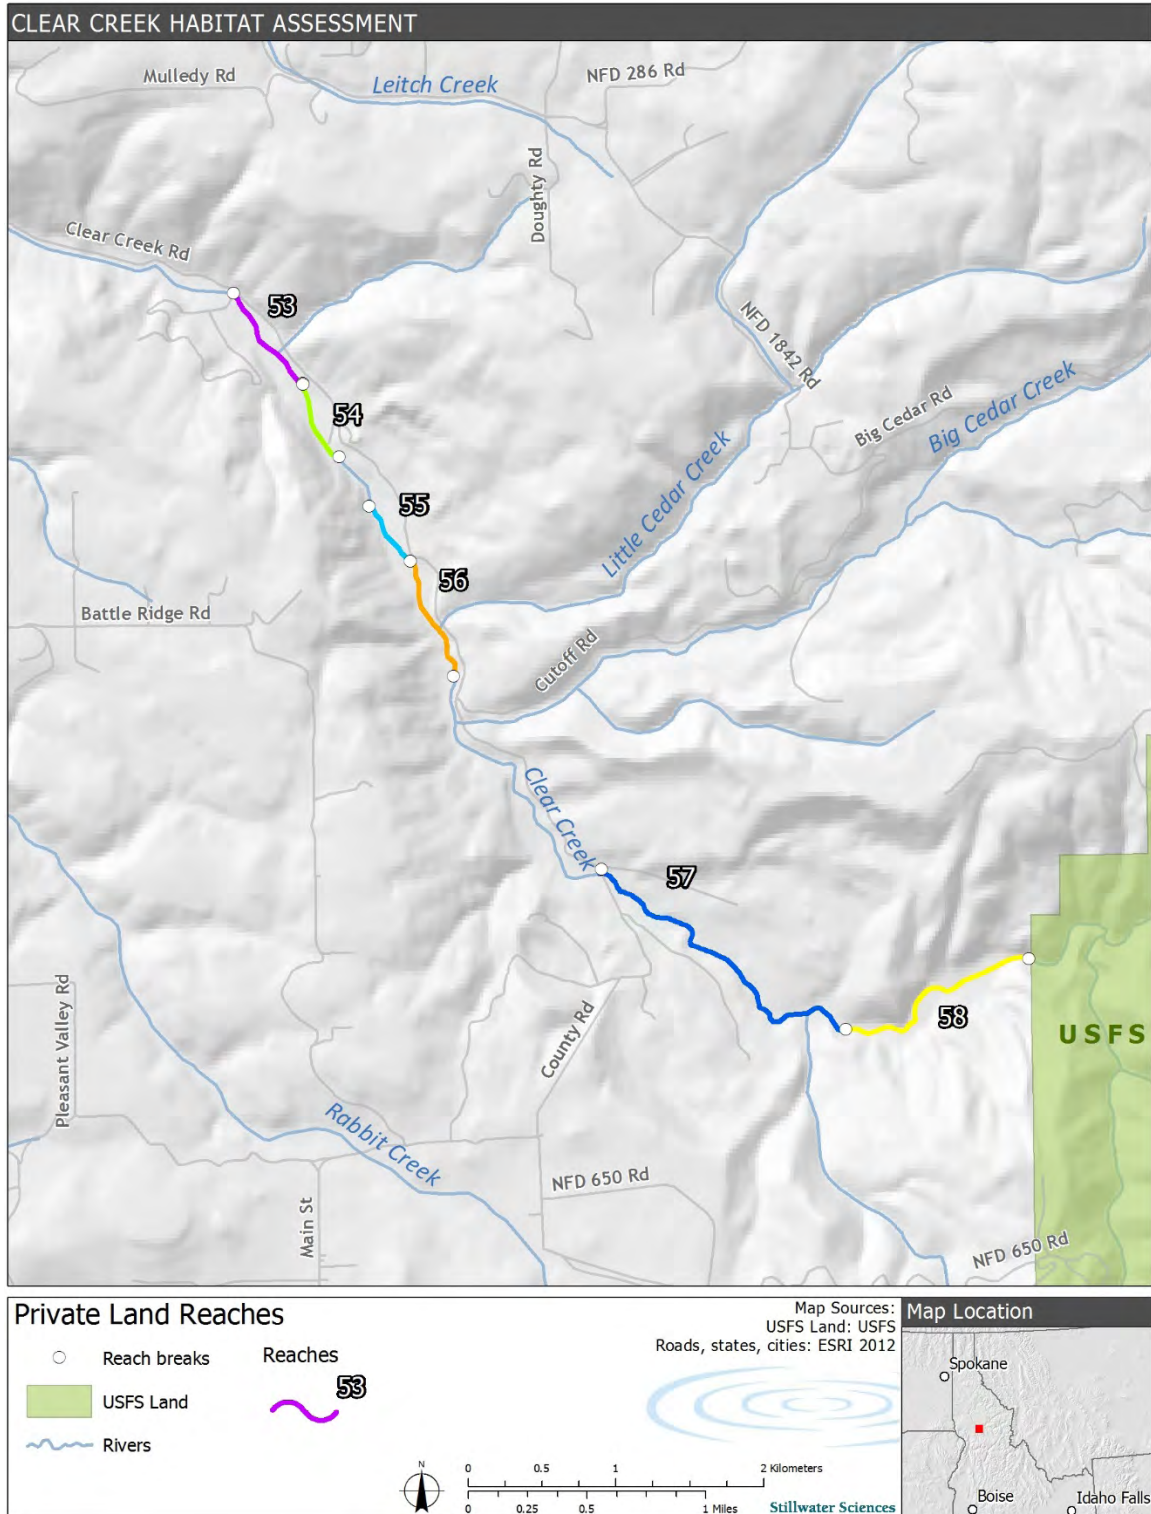 CLEAR CREEK HABITAT ASSESSMENT
Mulledy Rd
Leitch Creek
NFD 286 Rd
Doughty Rd
Clear Creek Rd
53
NFD 1842 Rd
54
Big Cedar Rd
Big Cedar Creek
55
Little Cedar Creek
56
Battle Ridge Rd
Cutoff Rd
Clear Creek
57
58
USFS
Pleasant Valley Rd
County Rd
Rabbit Creek
NFD 650 Rd
Main St
NFD 650 Rd
Private Land Reaches
Reach breaks
USFS Land
Rivers
Reaches
53
Map Sources:
USFS Land: USFS
Roads, states, cities: ESRI 2012
N
0 0.5 1 2 Kilometers
0 0.25 0.5 1 Miles
Stillwater Sciences
Map Location
Spokane
Boise
Idaho Falls